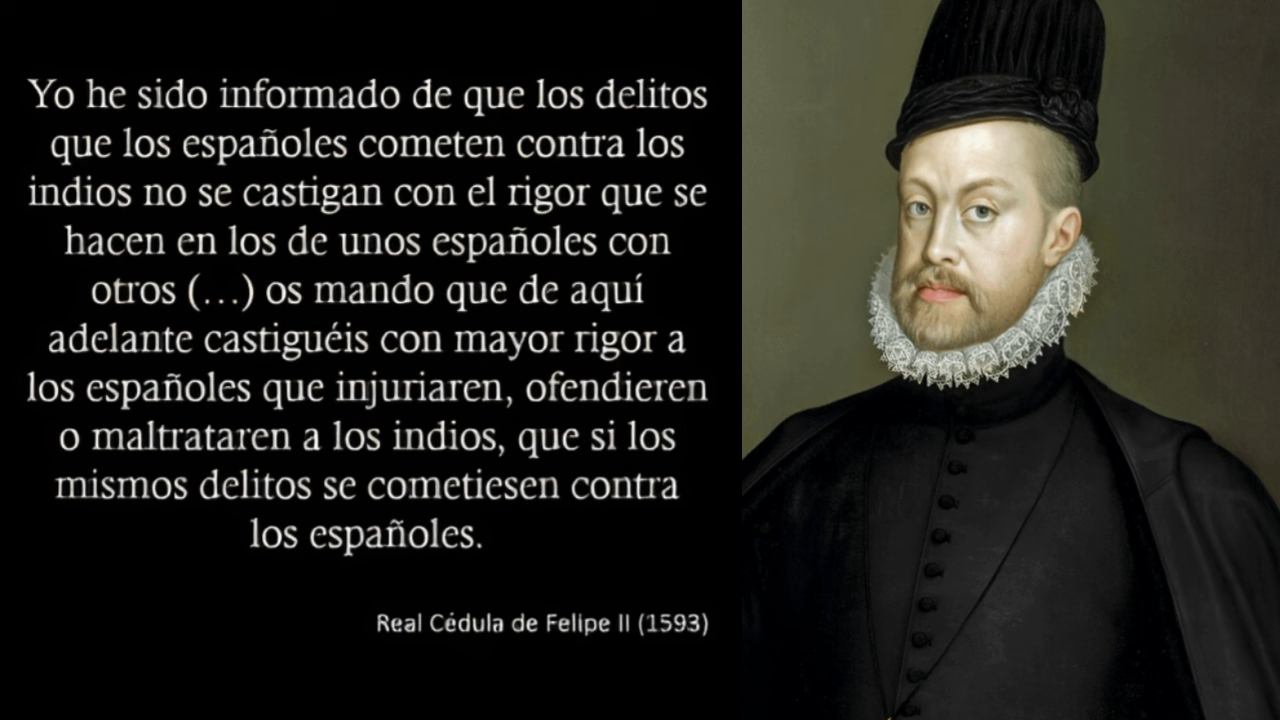 Yo he sido informado de que los delitos
que los españoles cometen contra los
indios no se castigan con el rigor que se
hacen en los de unos españoles con
otros (...) os mando que de aquí
adelante castiguéis con mayor rigor a
los españoles que injuriaren, ofendieren
o maltrataren a los indios, que si los
mismos delitos se cometiesen contra
los españoles.
Real Cédula de Felipe II (1593)